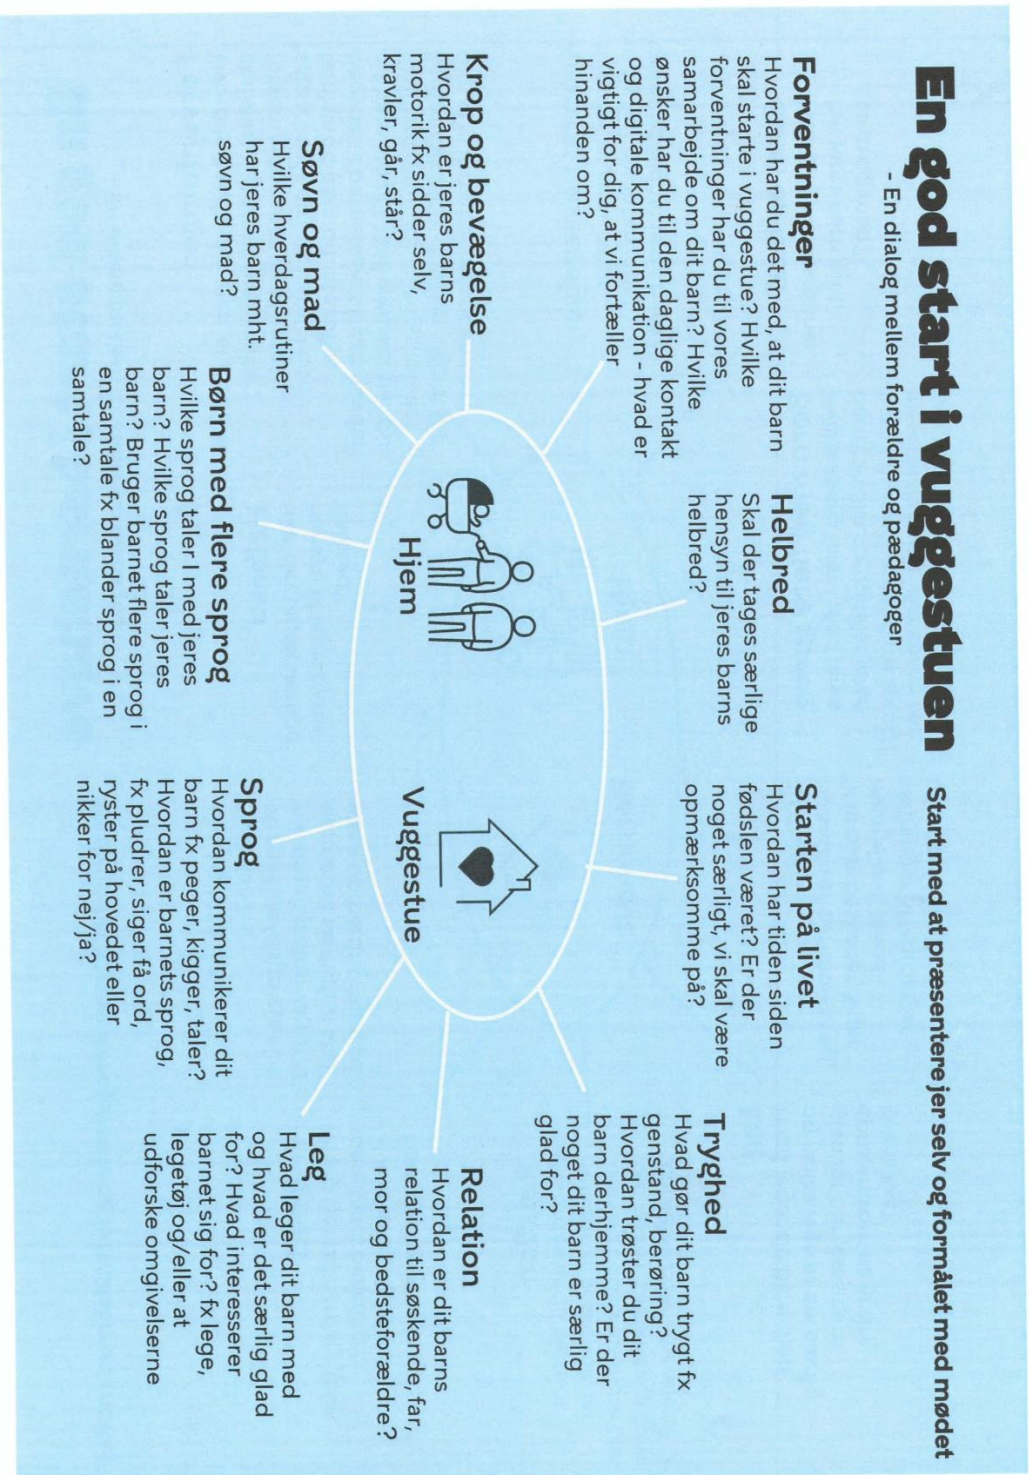 En god start i vuggestuen
- En dialog mellem forældre og pædagoger
Start med at præsentere jer selv og formålet med mødet
Forventninger
Hvordan har du det med, at dit barn
skal starte i vuggestue? Hvilke
forventninger har du til vores
samarbejde om dit barn? Hvilke
ønsker har du til den daglige kontakt
og digitale kommunikation - hvad er
vigtigt for dig, at vi fortæller
hinanden om?
Helbred
Skal der tages særlige
hensyn til jeres barns
helbred?
Starten på livet
Hvordan har tiden siden
fødslen været? Er der
noget særligt, vi skal være
opmærksomme på?
Tryghed
Hvad gør dit barn trygt fx
genstand, berøring?
Hvordan trøster du dit
barn derhjemme? Er der
noget dit barn er særlig
glad for?
Krop og bevægelse
Hvordan er jeres barns
motorik fx sidder selv,
kravler, går, står?
Hjem
Vuggestue
Relation
Hvordan er dit barns
relation til søskende, far,
mor og bedsteforældre?
Søvn og mad
Hvilke hverdagsrutiner
har jeres barn mht.
søvn og mad?
Børn med flere sprog
Hvilke sprog taler I med jeres
barn? Hvilke sprog taler jeres
barn? Bruger barnet flere sprog i
en samtale fx blander sprog i en
samtale?
Sprog
Hvordan kommunikerer dit
barn fx peger, kigger, taler?
Hvordan er barnets sprog,
fx pludrer, siger få ord,
ryster på hovedet eller
nikker for nej/ja?
Leg
Hvad leger dit barn med
og hvad er det særlig glad
for? Hvad interesserer
barnet sig for? fx lege,
legetøj og/eller at
udforske omgivelserne